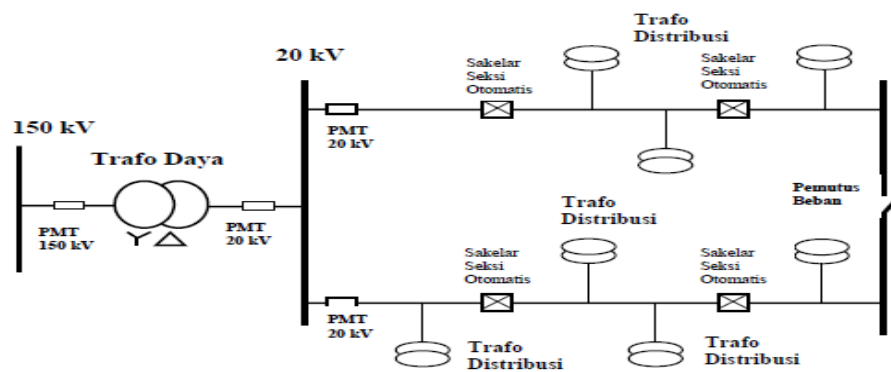 Trafo
Distribusi
20 kV
Sakelar
Seksi
Otomatis
Sakelar
Seksi
Otomatis
150 kV
PMT
20 kV
Trafo Daya
Trafo
Distribusi
Pemutus
Beban
PMT
150 kV
PMT
20 kV
Sakelar
Seksi
Otomatis
Sakelar
Seksi
Otomatis
PMT
20 kV
Trafo
Distribusi
Trafo
Distribusi